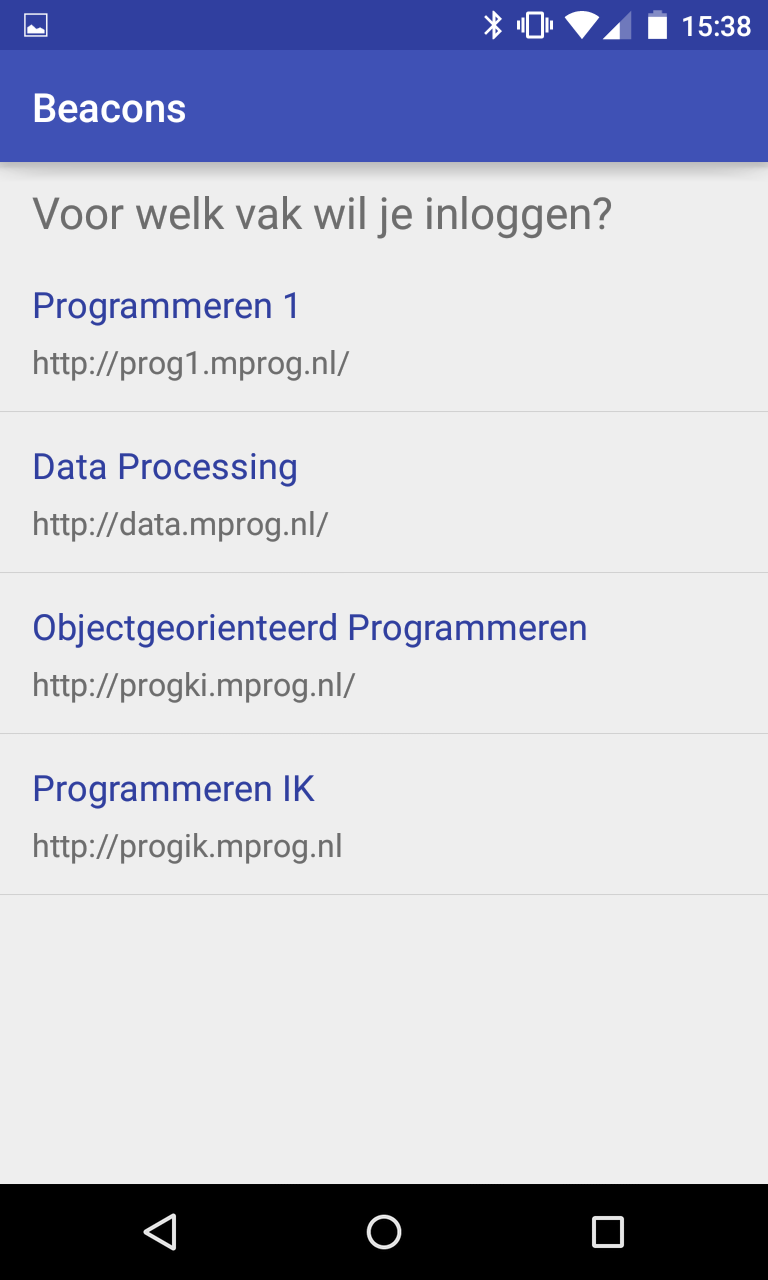 15:38
Beacons
Voor welk vak wil je inloggen?
Programmeren 1
http://prog1.mprog.nl/
Data Processing
http://data.mprog.nl/
Objectgeorienteerd Programmeren
http://progki.mprog.nl/
Programmeren IK
http://progik.mprog.nl